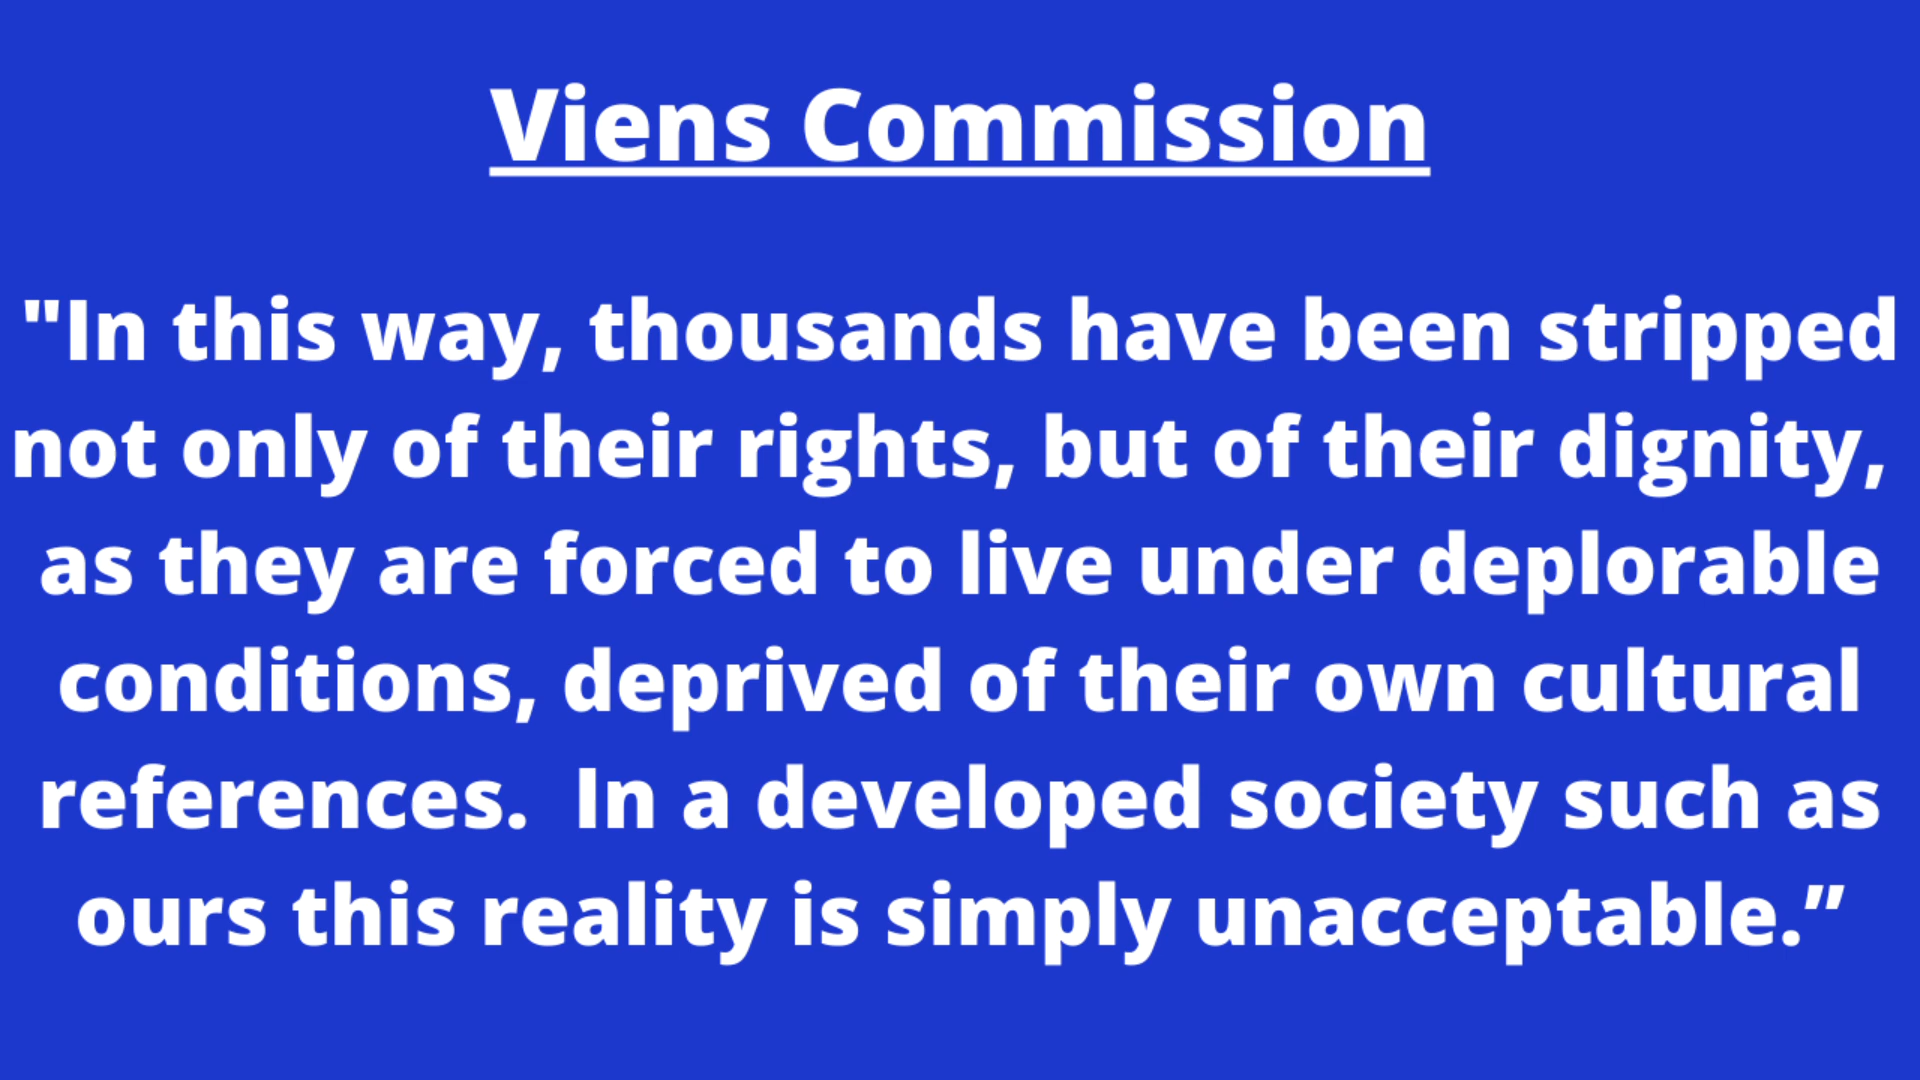 Viens Commission
"In this way, thousands have been stripped
not only of their rights, but of their dignity,
as they are forced to live under deplorable
conditions, deprived of their own cultural
references.  In a developed society such as
ours this reality is simply unacceptable.”